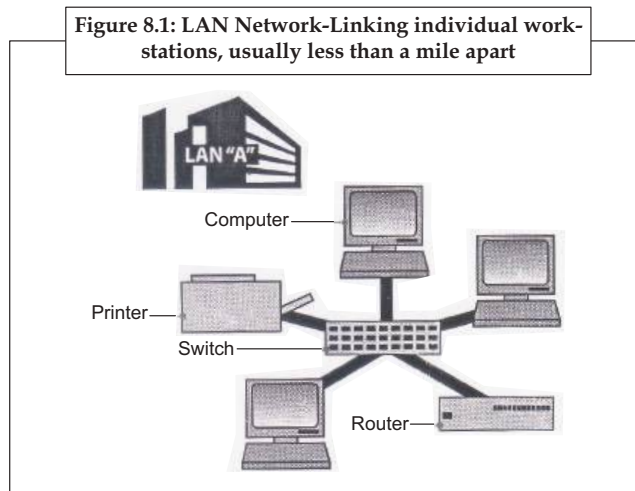 Figure 8.1: LAN Network-Linking individual work-
stations, usually less than a mile apart
LAN "A"
Computer
Printer
Switch
Router